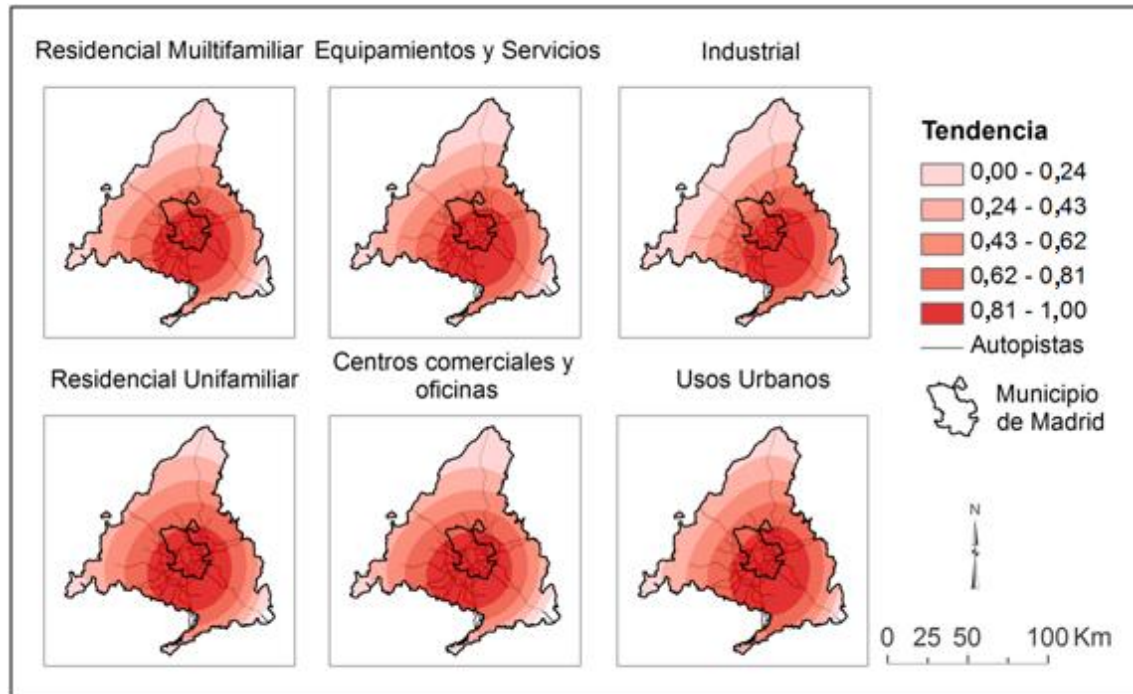 Residencial Muiltifamiliar
Equipamientos y Servicios
Industrial
Residencial Unifamiliar
Centros comerciales y
oficinas
Usos Urbanos
Tendencia
0,00 - 0,24
0,24 - 0,43
0,43 - 0,62
0,62 - 0,81
0,81 - 1,00
Autopistas
Municipio
de Madrid
N
0 25 50 100 Km